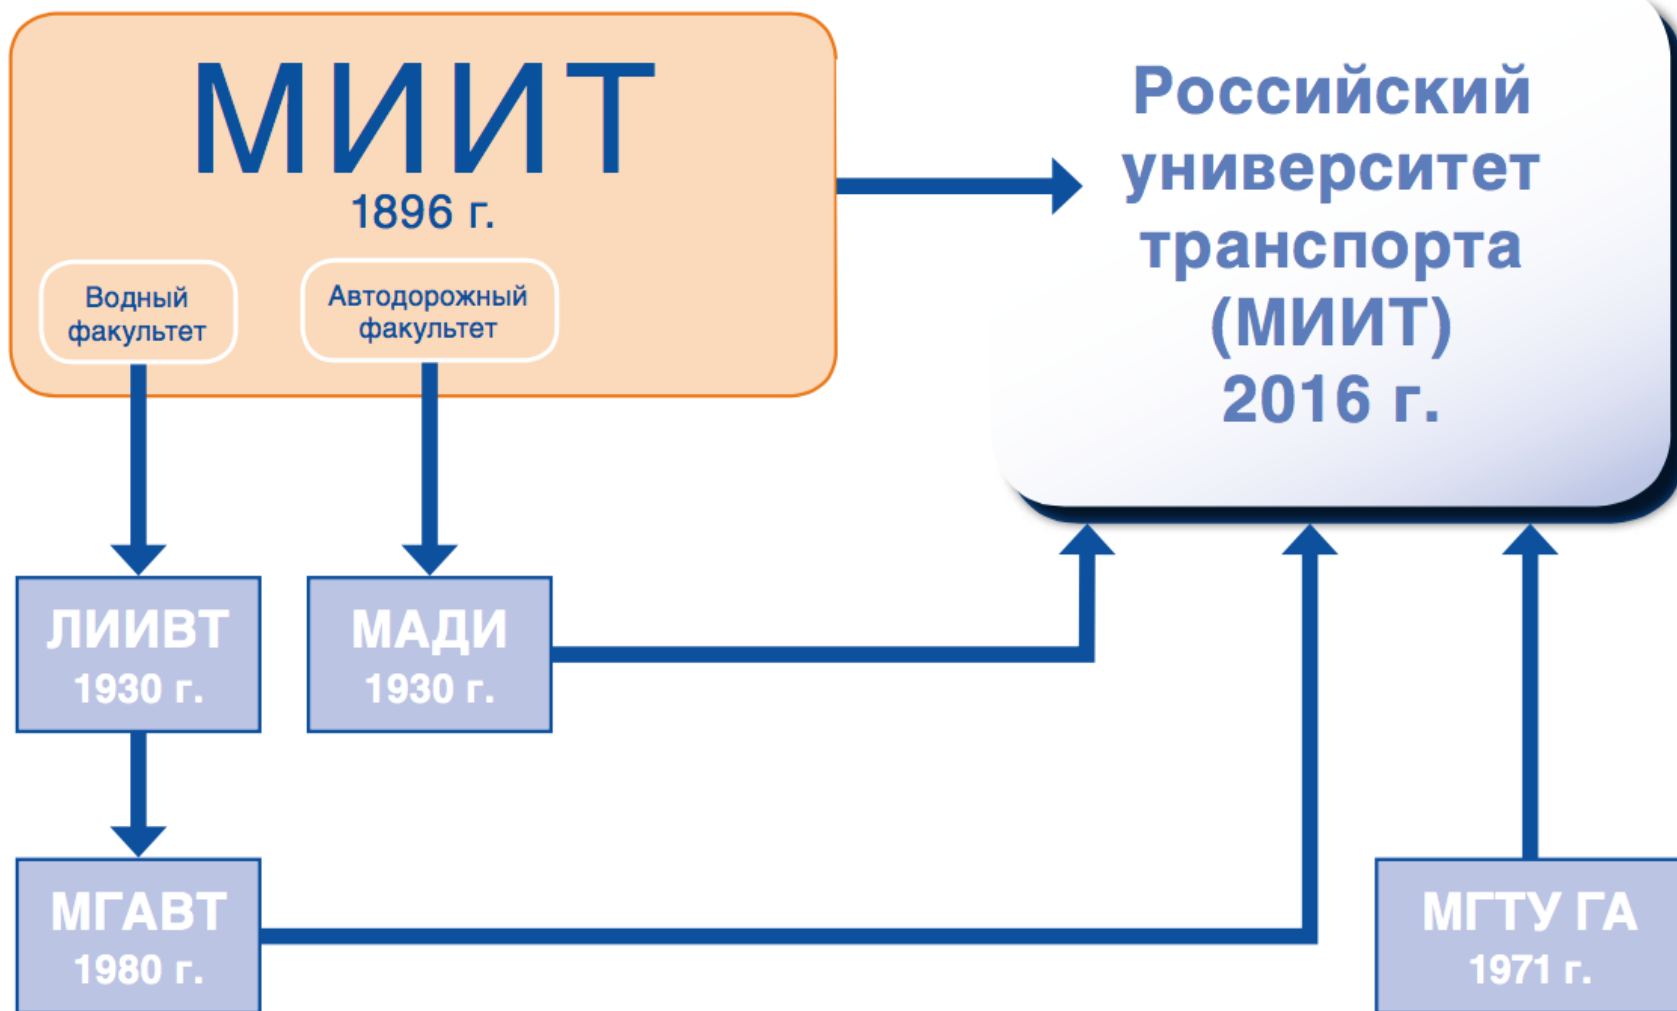 МИИТ
1896 г.
Водный
факультет
Автодорожный
факультет
Российский
университет
транспорта
(МИИТ)
2016 г.
ЛИИВТ
1930 г.
МАДИ
1930 г.
МГАВТ
1980 г.
МГТУ ГА
1971 г.